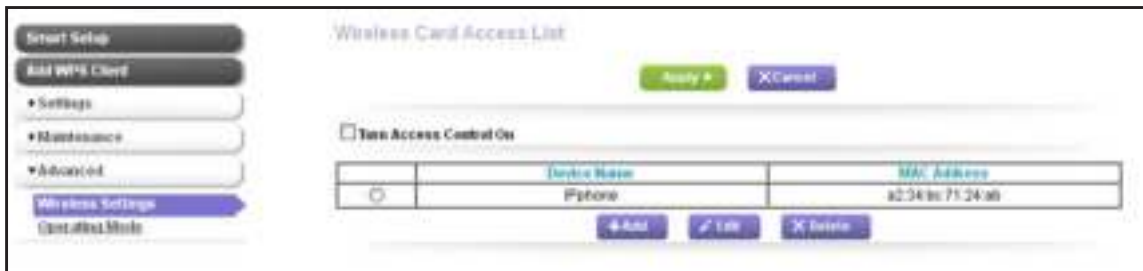 Smart Setup
Add WPS Client
Settings
Maintenance
Advanced
Wireless Settings
Operating Mode
Wireless Card Access List
Apply
Cancel
Turn Access Control On
Device Name MAC Address
iPhone
Add Edit Delete